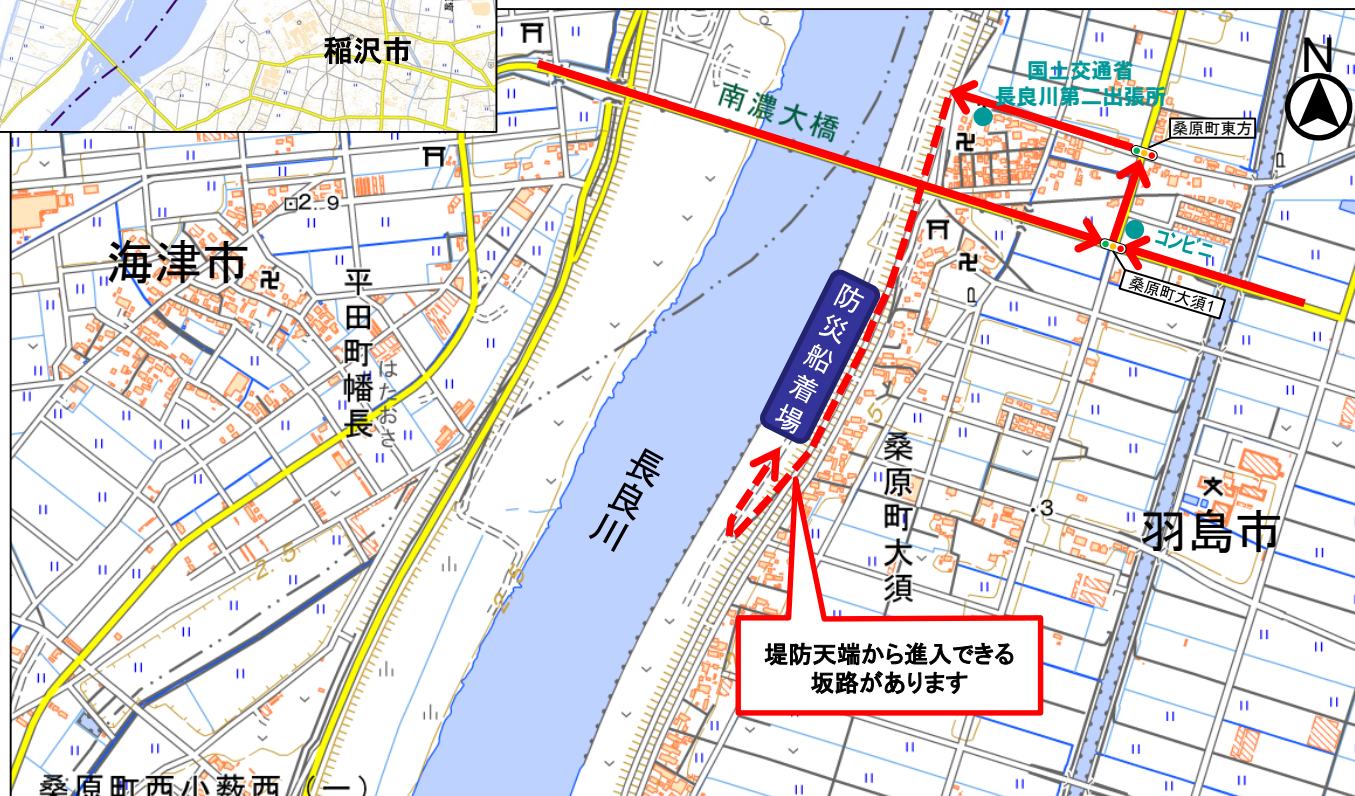 稲沢市
N
国土交通省
長良川第二出張所
南濃大橋
桑原町東方
2.9
コンビニ
海津市
桑原町大須1
平田町幡長
はたおさ
防災船着場
5
長良川
桑原町大須
3
羽島市
2.5
2.5
堤防天端から進入できる
坂路があります
桑原町西小薮西(一)